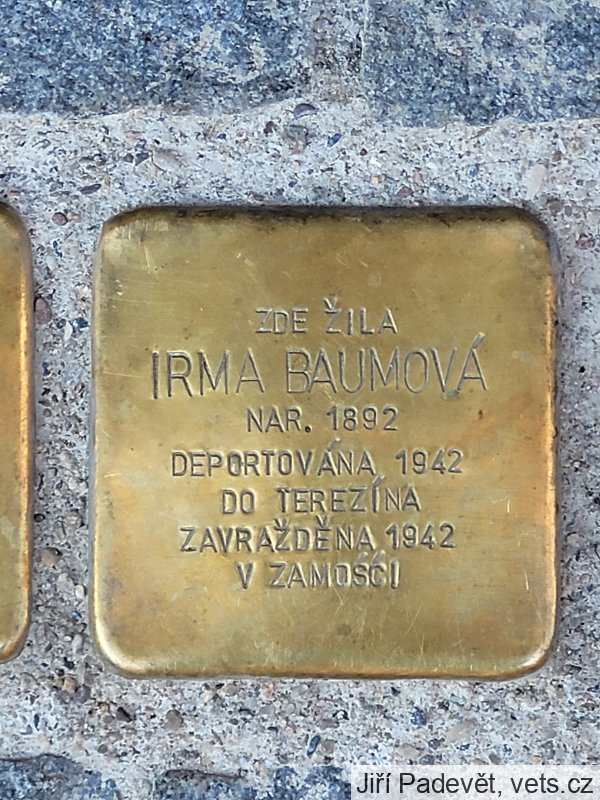 ZDE ŽILA
IRMA BAUMOVÁ
NAR. 1892
DEPORTOVÁNA 1942
DO TEREZÍNA
ZAVRAŽDĚNA 1942
V ZAMOŚĆI
Jiří Padevět, vets.cz